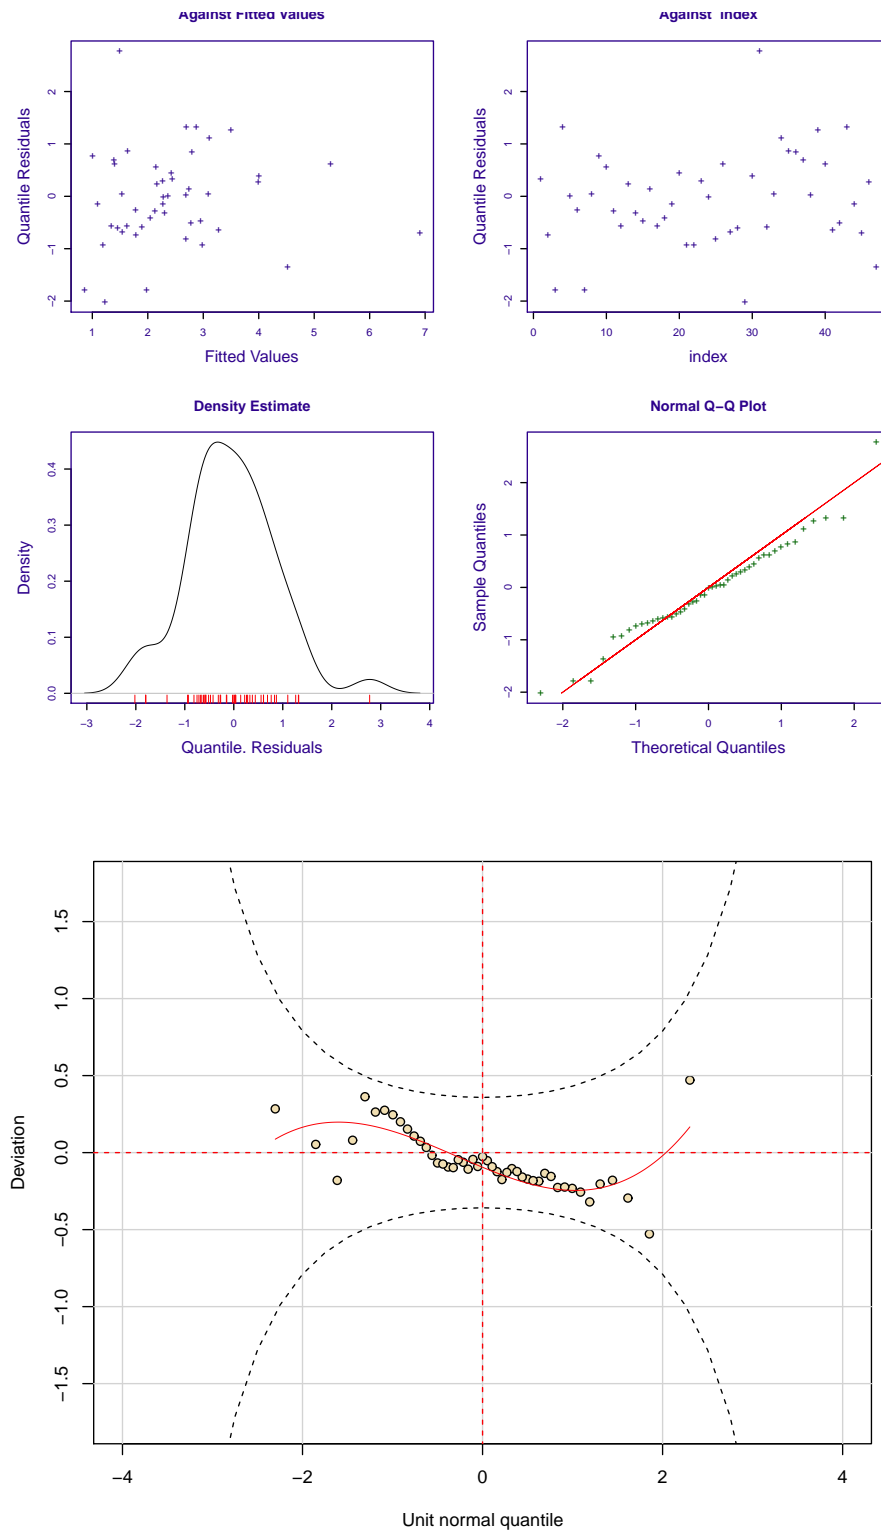 Against Fitted Values
Quantile Residuals
−2 −1 0 1 2
1 2 3 4 5 6 7
Fitted Values
Against index
Quantile Residuals
−2 −1 0 1 2
0 10 20 30 40
index
Density Estimate
Density
0.0 0.1 0.2 0.3 0.4
−3 −2 −1 0 1 2 3 4
Quantile. Residuals
Normal Q−Q Plot
Sample Quantiles
−2 −1 0 1 2
−2 −1 0 1 2
Theoretical Quantiles
Deviation
−1.5 −1.0 −0.5 0.0 0.5 1.0 1.5
−4 −2 0 2 4
Unit normal quantile